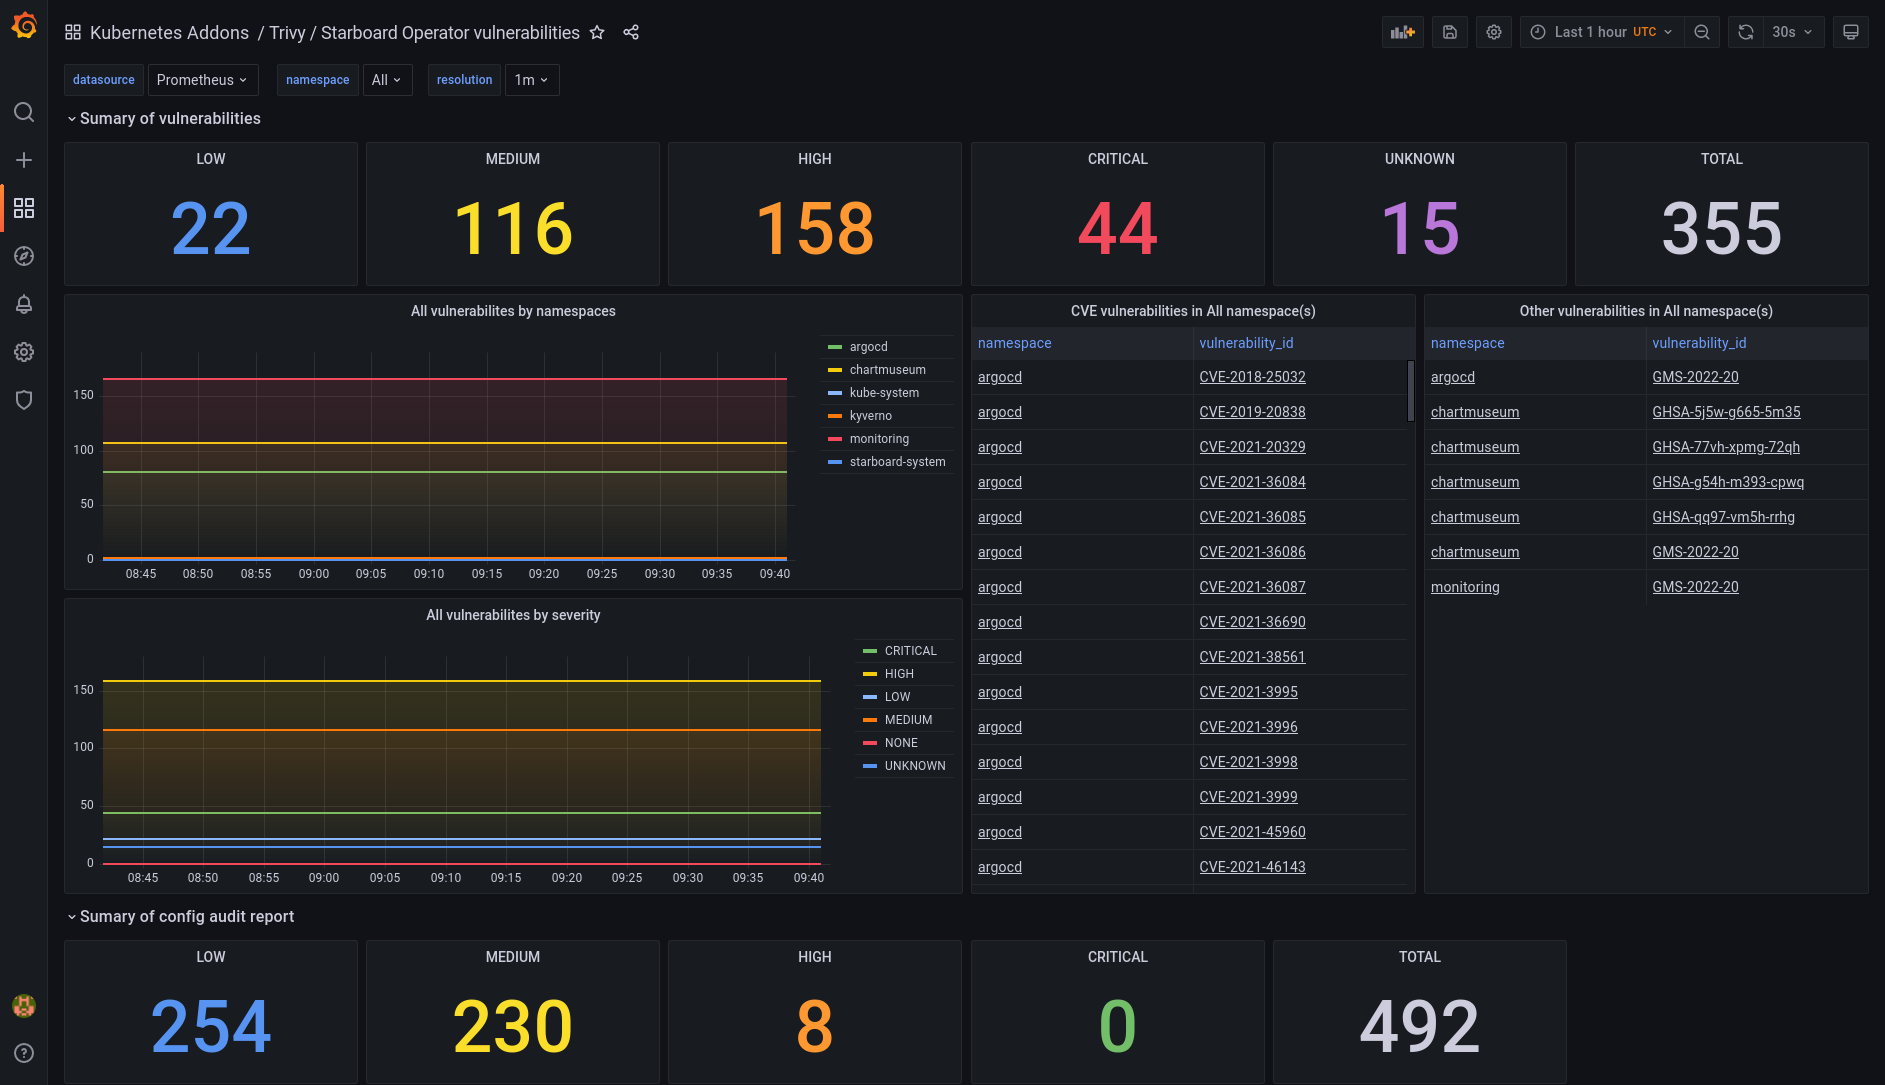 Kubernetes Addons / Trivy / Starboard Operator vulnerabilities
Last 1 hour UTC
30s
datasource Prometheus namespace All resolution 1m
Sumary of vulnerabilities
LOW
22
MEDIUM
116
HIGH
158
CRITICAL
44
UNKNOWN
15
TOTAL
355
All vulnerabilites by namespaces
150
100
50
0
08:45 08:50 08:55 09:00 09:05 09:10 09:15 09:20 09:25 09:30 09:35 09:40
argocd
chartmuseum
kube-system
kyverno
monitoring
starboard-system
All vulnerabilites by severity
150
100
50
0
08:45 08:50 08:55 09:00 09:05 09:10 09:15 09:20 09:25 09:30 09:35 09:40
CRITICAL
HIGH
LOW
MEDIUM
NONE
UNKNOWN
CVE vulnerabilities in All namespace(s)
namespace vulnerability_id
argocd CVE-2018-25032
argocd CVE-2019-20838
argocd CVE-2021-20329
argocd CVE-2021-36084
argocd CVE-2021-36085
argocd CVE-2021-36086
argocd CVE-2021-36087
argocd CVE-2021-36690
argocd CVE-2021-38561
argocd CVE-2021-3995
argocd CVE-2021-3996
argocd CVE-2021-3998
argocd CVE-2021-3999
argocd CVE-2021-45960
argocd CVE-2021-46143
Other vulnerabilities in All namespace(s)
namespace vulnerability_id
argocd GMS-2022-20
chartmuseum GHSA-5j5w-g665-5m35
chartmuseum GHSA-77vh-xpmg-72qh
chartmuseum GHSA-g54h-m393-cpwq
chartmuseum GHSA-qq97-vm5h-rrhg
chartmuseum GMS-2022-20
monitoring GMS-2022-20
Sumary of config audit report
LOW
254
MEDIUM
230
HIGH
8
CRITICAL
0
TOTAL
492